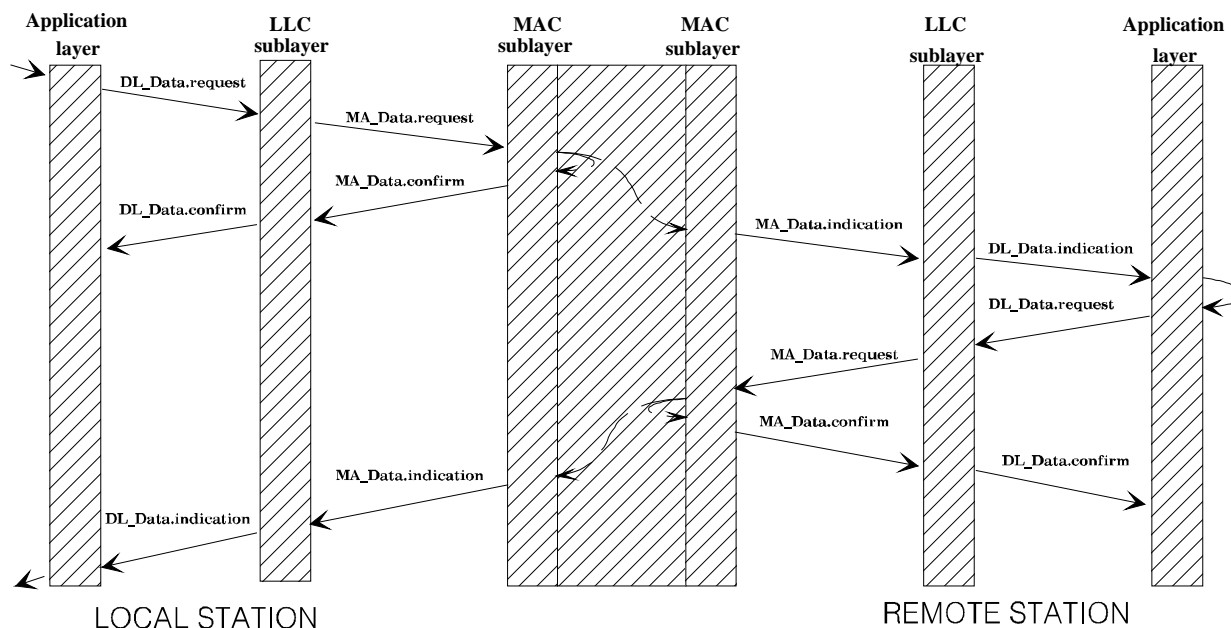 Application
layer
LLC
sublayer
MAC
sublayer
MAC
sublayer
LLC
sublayer
Application
layer
DL_Data.request
MA_Data.request
MA_Data.confirm
DL_Data.confirm
MA_Data.indication
DL_Data.indication
DL_Data.request
MA_Data.request
MA_Data.confirm
DL_Data.confirm
MA_Data.indication
DL_Data.indication
LOCAL STATION
REMOTE STATION